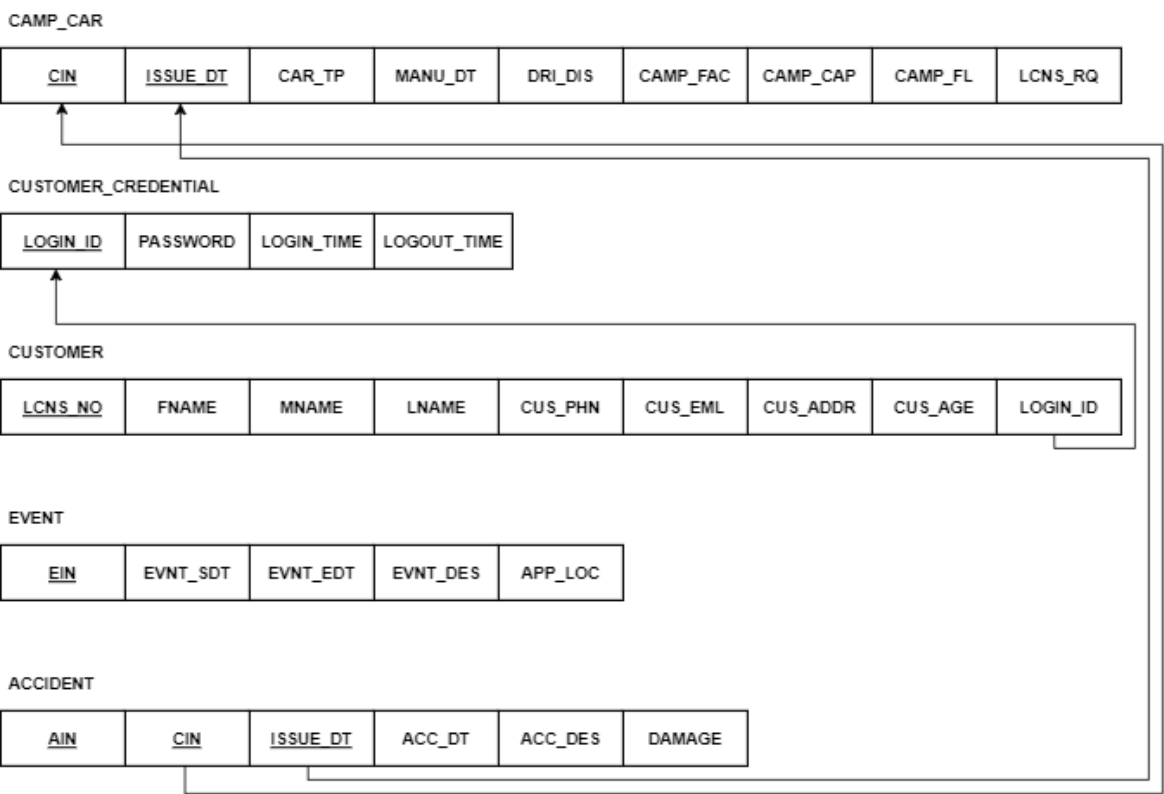 CAMP_CAR
CIN ISSUE_DT CAR_TP MANU_DT DRI_DIS CAMP_FAC CAMP_CAP CAMP_FL LCNS_RQ
CUSTOMER_CREDENTIAL
LOGIN_ID PASSWORD LOGIN_TIME LOGOUT_TIME
CUSTOMER
LCNS_NO FNAME MNAME LNAME CUS_PHN CUS_EML CUS_ADDR CUS_AGE LOGIN_ID
EVENT
EIN EVNT_SDT EVNT_EDT EVNT_DES APP_LOC
ACCIDENT
AIN CIN ISSUE_DT ACC_DT ACC_DES DAMAGE